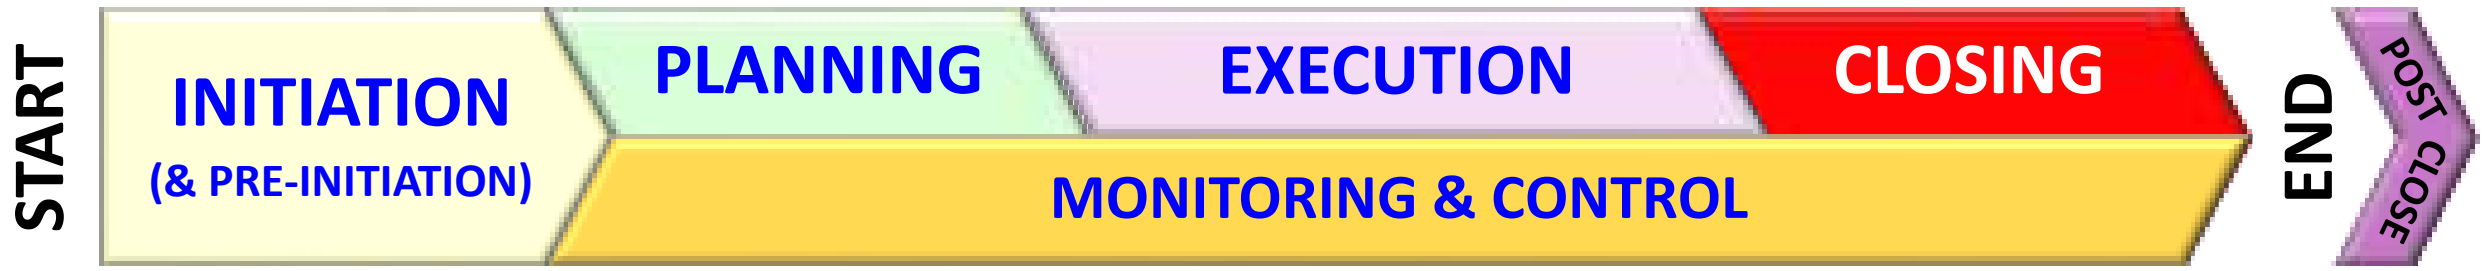 START
INITIATION
(& PRE-INITIATION)
PLANNING
EXECUTION
CLOSING
MONITORING & CONTROL
END
POST CLOSE